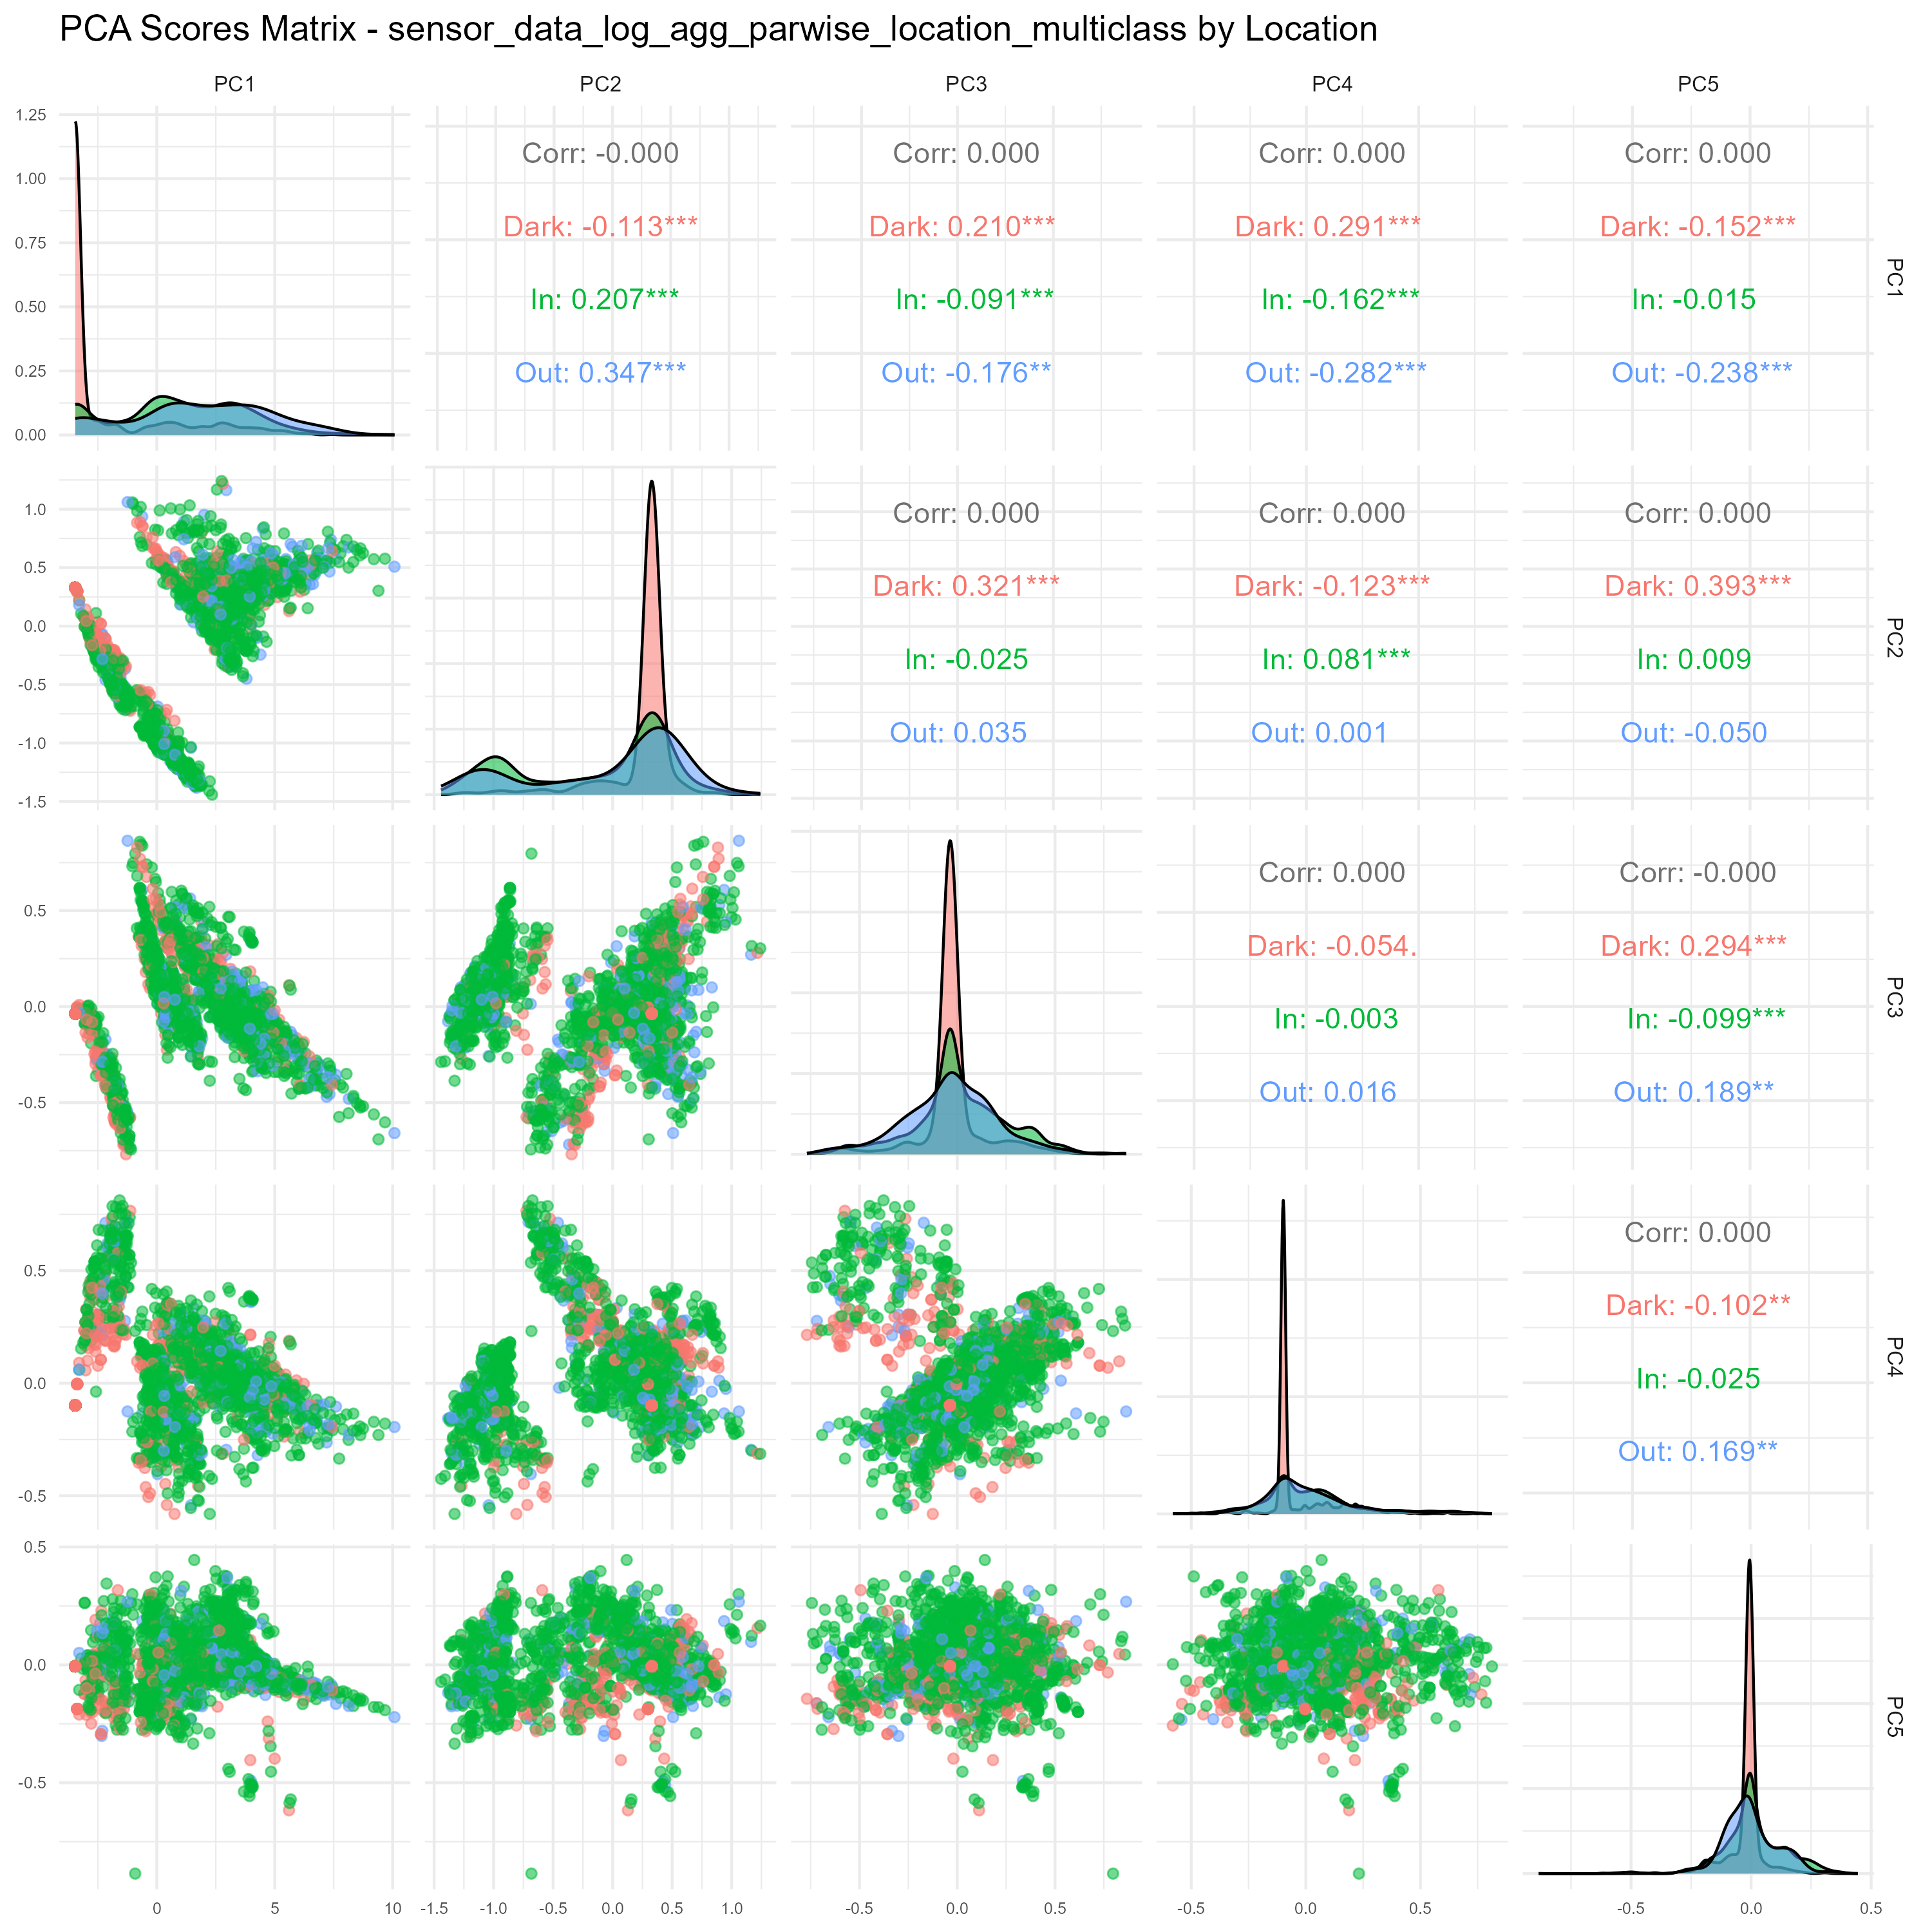 PCA Scores Matrix - sensor_data_log_agg_parwise_location_multiclass by Location
PC1
PC2
PC3
PC4
PC5
1.25
1.00
0.75
0.50
0.25
0.00
Corr: -0.000
Dark: -0.113***
In: 0.207***
Out: 0.347***
Corr: 0.000
Dark: 0.210***
In: -0.091***
Out: -0.176**
Corr: 0.000
Dark: 0.291***
In: -0.162***
Out: -0.282***
Corr: 0.000
Dark: -0.152***
In: -0.015
Out: -0.238***
PC1
1.0
0.5
0.0
-0.5
-1.0
-1.5
Corr: 0.000
Dark: 0.321***
In: -0.025
Out: 0.035
Corr: 0.000
Dark: -0.123***
In: 0.081***
Out: 0.001
Corr: 0.000
Dark: 0.393***
In: 0.009
Out: -0.050
PC2
0.5
0.0
-0.5
Corr: 0.000
Dark: -0.054.
In: -0.003
Out: 0.016
Corr: -0.000
Dark: 0.294***
In: -0.099***
Out: 0.189**
PC3
0.5
0.0
-0.5
Corr: 0.000
Dark: -0.102**
In: -0.025
Out: 0.169**
PC4
0.5
0.0
-0.5
PC5
0
5
10
-1.5
-1.0
-0.5
0.0
0.5
1.0
-0.5
0.0
0.5
-0.5
0.0
0.5
-0.5
0.0
0.5